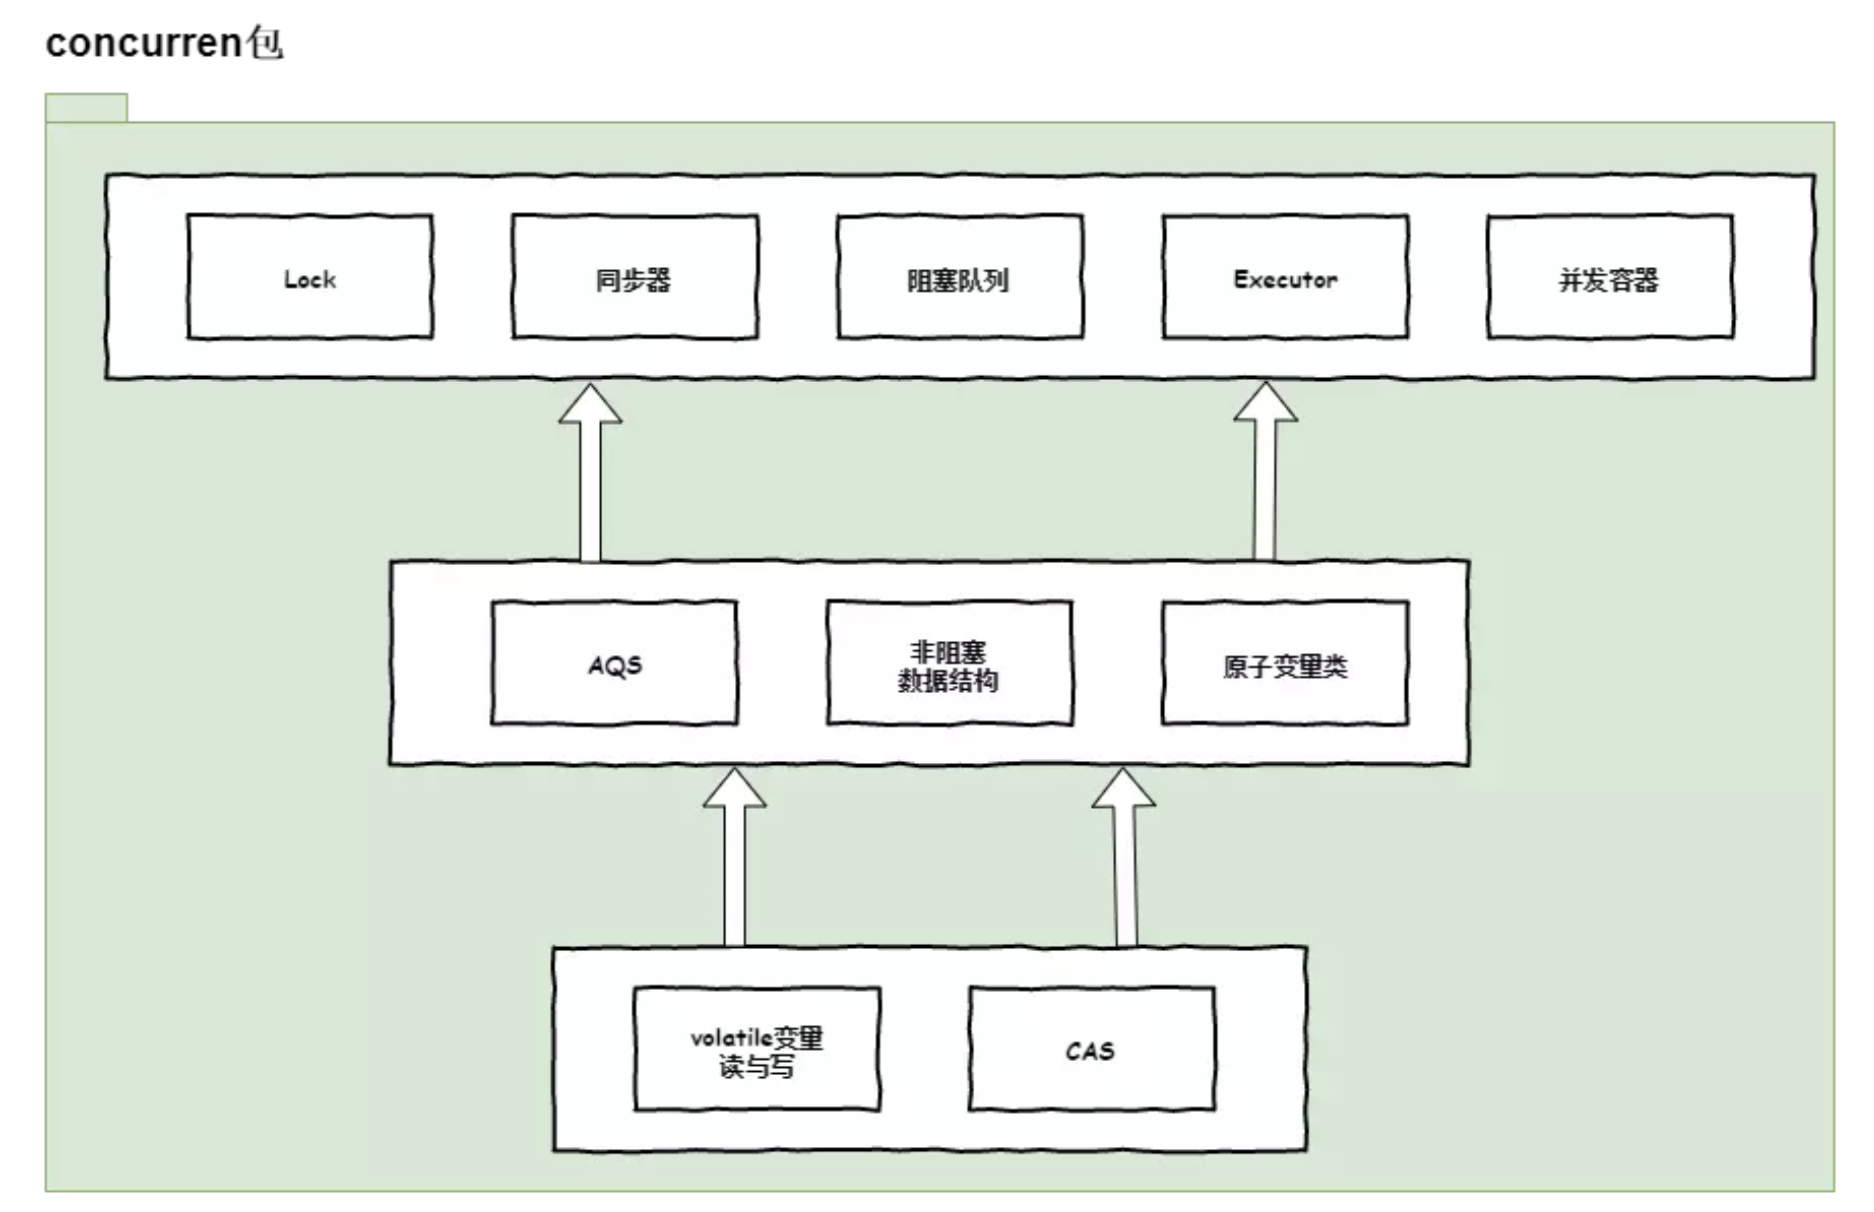 concurren包
Lock
同步器
阻塞队列
Executor
并发容器
AQS
非阻塞
数据结构
原子变量类
volatile变量
读与写
CAS